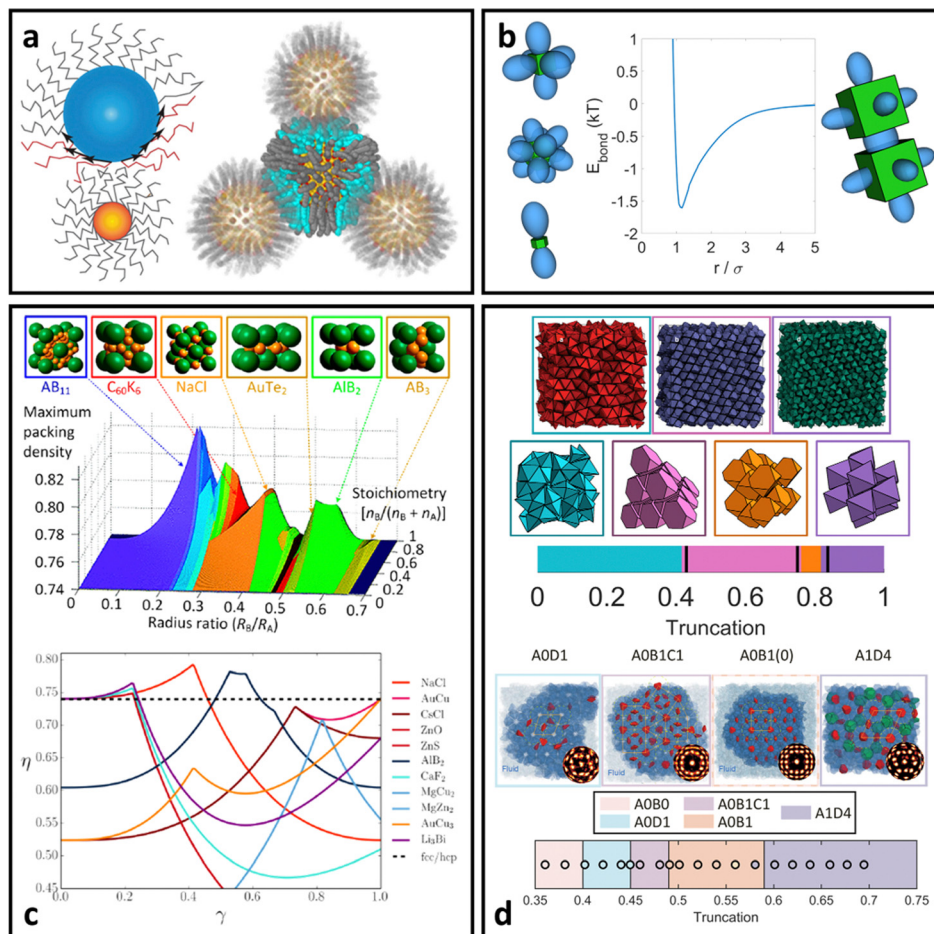 a
b
E_bond (kT)
1
0.5
0
-0.5
-1
-1.5
-2
0
1
2
3
4
5
r / σ
AB₁₁
C₆₀K₆
NaCl
AuTe₂
AlB₂
AB₃
Maximum
packing
density
0.82
0.80
0.78
0.76
0.74
Stoichiometry
[n_B/(n_B + n_A)]
1
0.8
0.6
0.4
0.2
0
0
0.1
0.2
0.3
0.4
0.5
0.6
0.7
Radius ratio (R_B/R_A)
η
0.80
0.75
0.70
0.65
0.60
0.55
0.50
0.45
0.0
0.2
0.4
0.6
0.8
1.0
γ
NaCl
AuCu
CsCl
ZnO
ZnS
AlB₂
CaF₂
MgCu₂
MgZn₂
AuCu₃
Li₃Bi
fcc/hcp
c
0 0.2 0.4 0.6 0.8 1
Truncation
A0D1 A0B1C1 A0B1(0) A1D4
Fluid
Fluid
Fluid
A0B0 A0B1C1 A1D4
A0D1 A0B1
0.35 0.4 0.45 0.5 0.55 0.6 0.65 0.7 0.75
Truncation
d